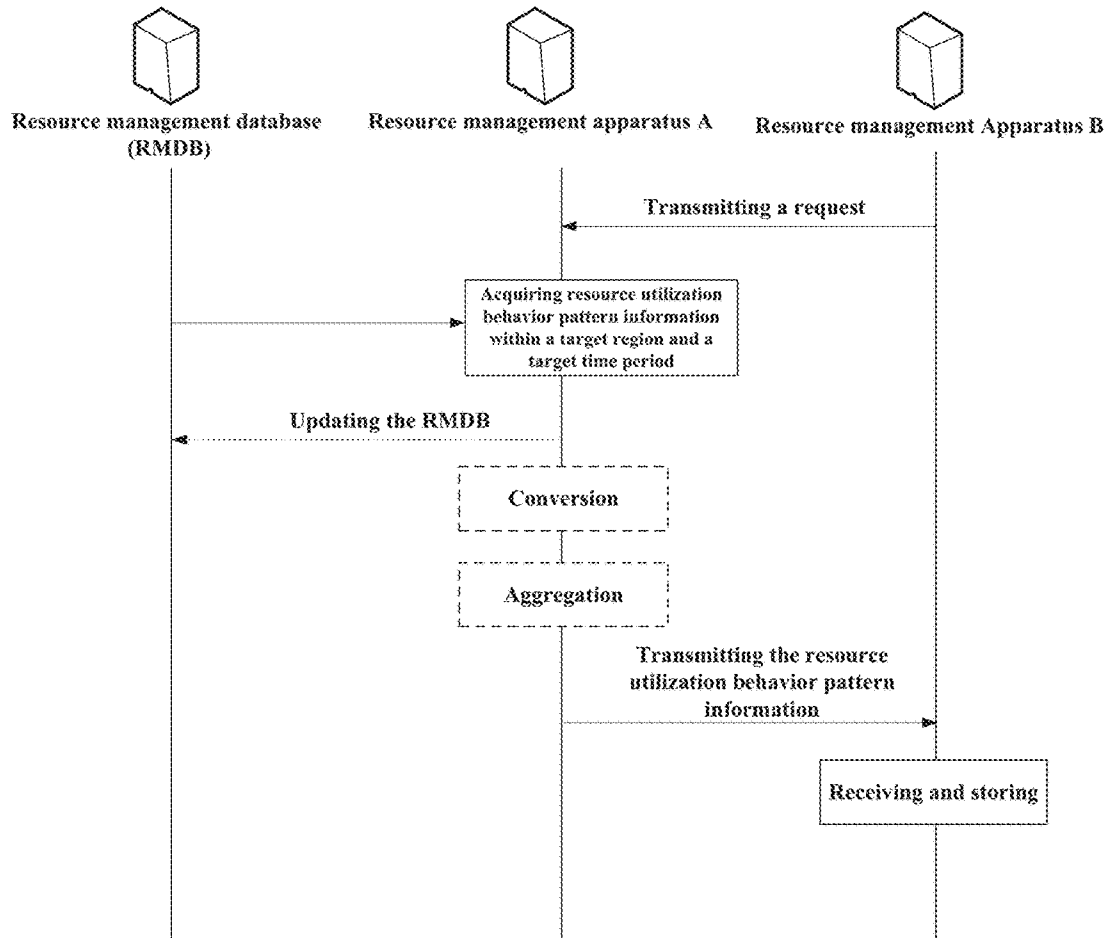 Resource management database
(RMDB)
Resource management apparatus A
Resource management Apparatus B
Transmitting a request
Acquiring resource utilization
behavior pattern information
within a target region and a
target time period
Updating the RMDB
Conversion
Aggregation
Transmitting the resource
utilization behavior pattern
information
Receiving and storing